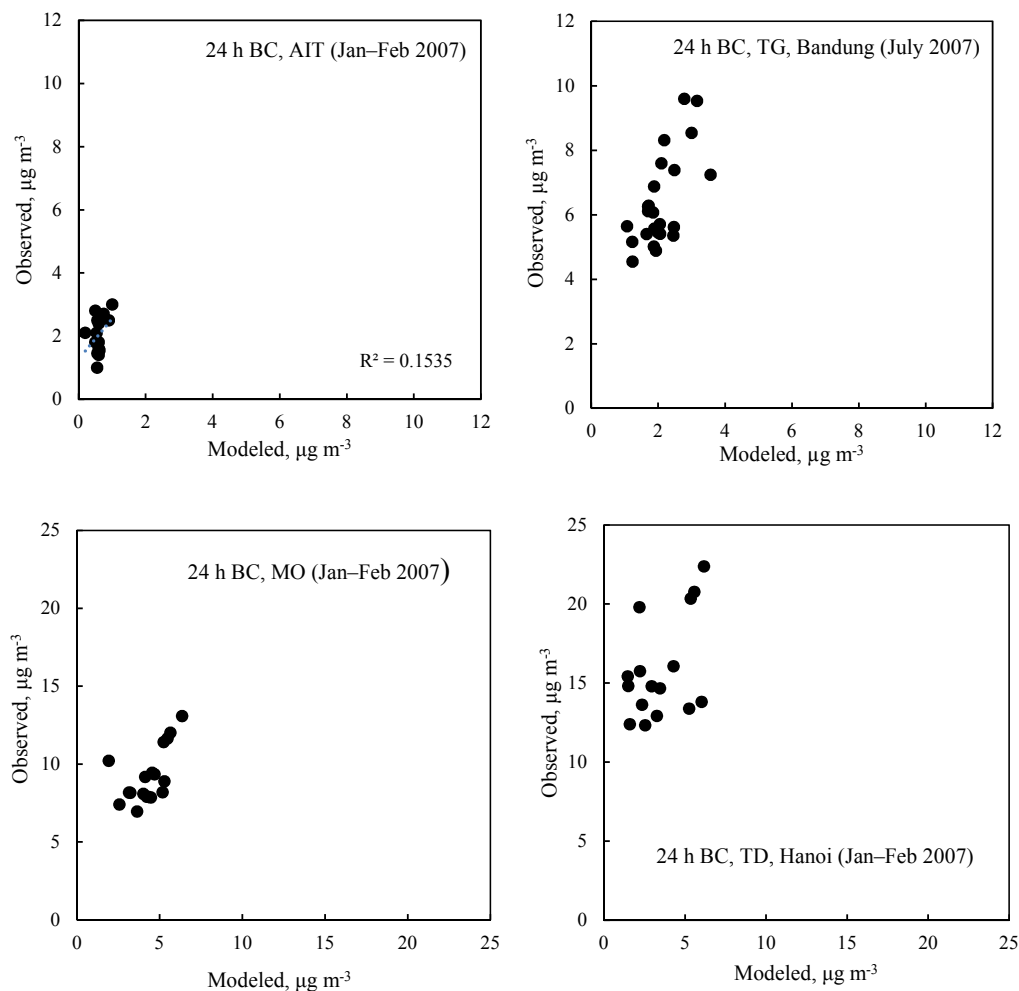 24 h BC, AIT (Jan–Feb 2007)
12
10
8
6
4
2
0
Observed, µg m-3
R² = 0.1535
0 2 4 6 8 10 12
Modeled, µg m-3
24 h BC, TG, Bandung (July 2007)
12
10
8
6
4
2
0
Observed, µg m-3
0 2 4 6 8 10 12
Modeled, µg m-3
24 h BC, MO (Jan–Feb 2007)
25
20
15
10
5
0
Observed, µg m-3
0 5 10 15 20 25
Modeled, µg m-3
25
20
15
10
5
0
Observed, µg m-3
24 h BC, TD, Hanoi (Jan–Feb 2007)
0 5 10 15 20 25
Modeled, µg m-3